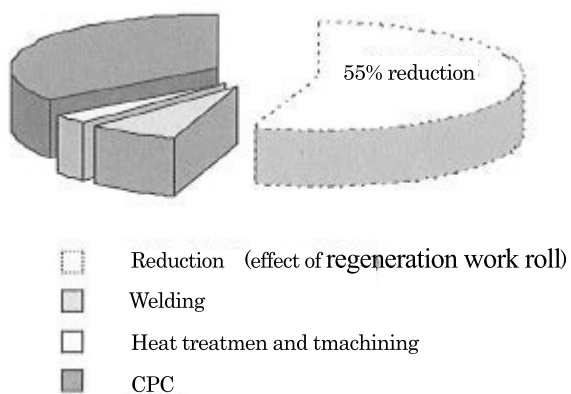 55% reduction
Reduction (effect of regeneration work roll)
Welding
Heat treatmen and tmachining
CPC